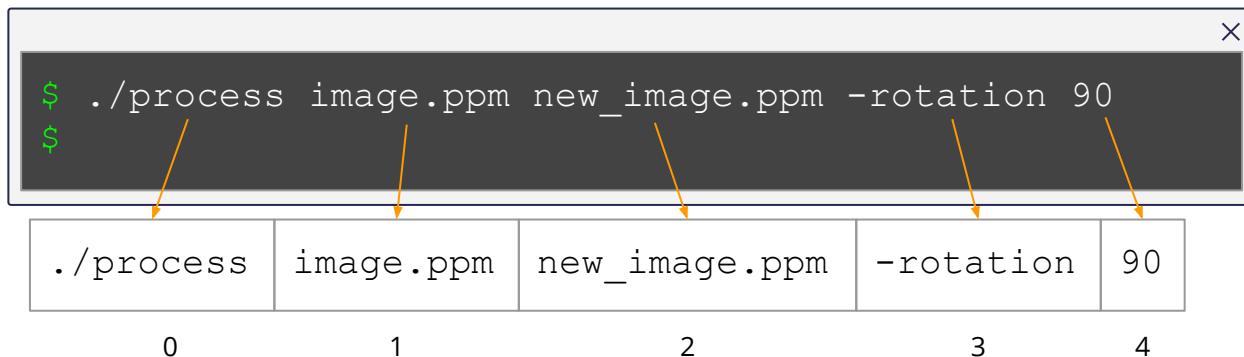 $ ./process image.ppm new_image.ppm -rotation 90
$
./process image.ppm new_image.ppm -rotation 90
0 1 2 3 4